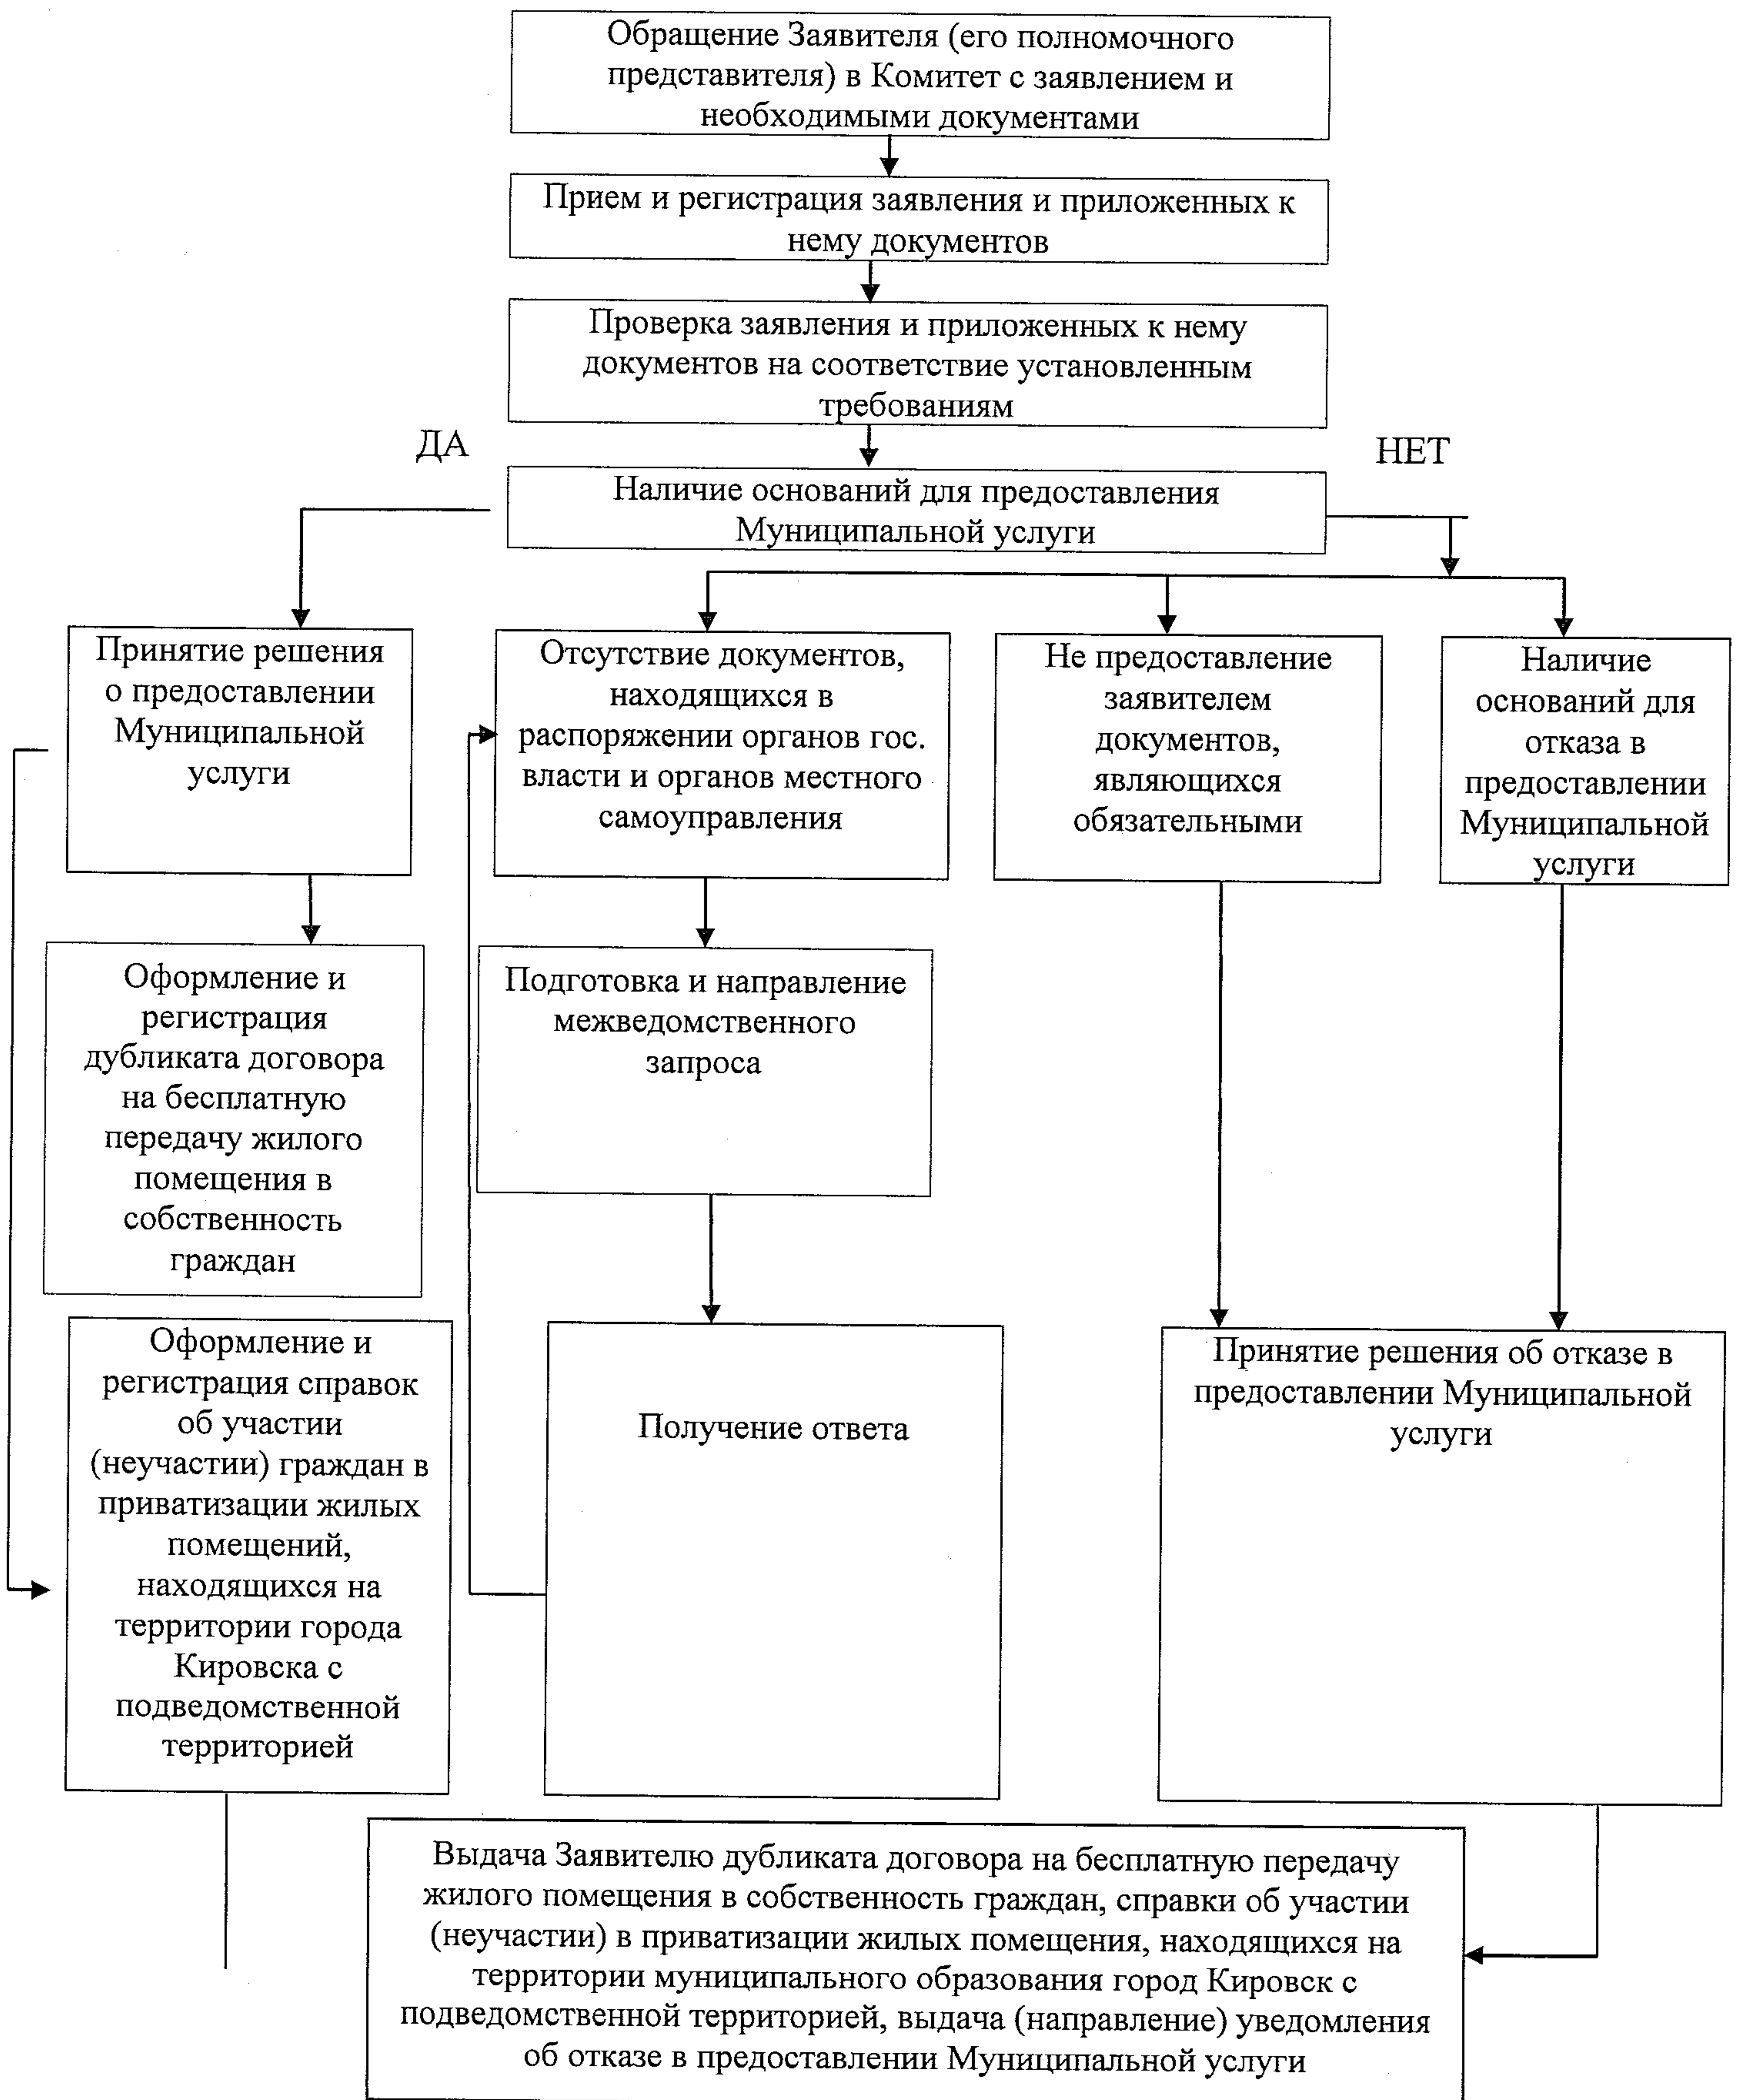 Обращение Заявителя (его полномочного
представителя) в Комитет с заявлением и
необходимыми документами
Прием и регистрация заявления и приложенных к
нему документов
Проверка заявления и приложенных к нему
документов на соответствие установленным
требованиям
ДА
НЕТ
Наличие оснований для предоставления
Муниципальной услуги
Принятие решения
о предоставлении
Муниципальной
услуги
Отсутствие документов,
находящихся в
распоряжении органов гос.
власти и органов местного
самоуправления
Не предоставление
заявителем
документов,
являющихся
обязательными
Наличие
оснований для
отказа в
предоставлении
Муниципальной
услуги
Оформление и
регистрация
дубликата договора
на бесплатную
передачу жилого
помещения в
собственность
граждан
Подготовка и направление
межведомственного
запроса
Оформление и
регистрация справок
об участии
(неучастии) граждан в
приватизации жилых
помещений,
находящихся на
территории города
Кировска с
подведомственной
территорией
Получение ответа
Принятие решения об отказе в
предоставлении Муниципальной
услуги
Выдача Заявителю дубликата договора на бесплатную передачу
жилого помещения в собственность граждан, справки об участии
(неучастии) в приватизации жилых помещения, находящихся на
территории муниципального образования город Кировск с
подведомственной территорией, выдача (направление) уведомления
об отказе в предоставлении Муниципальной услуги